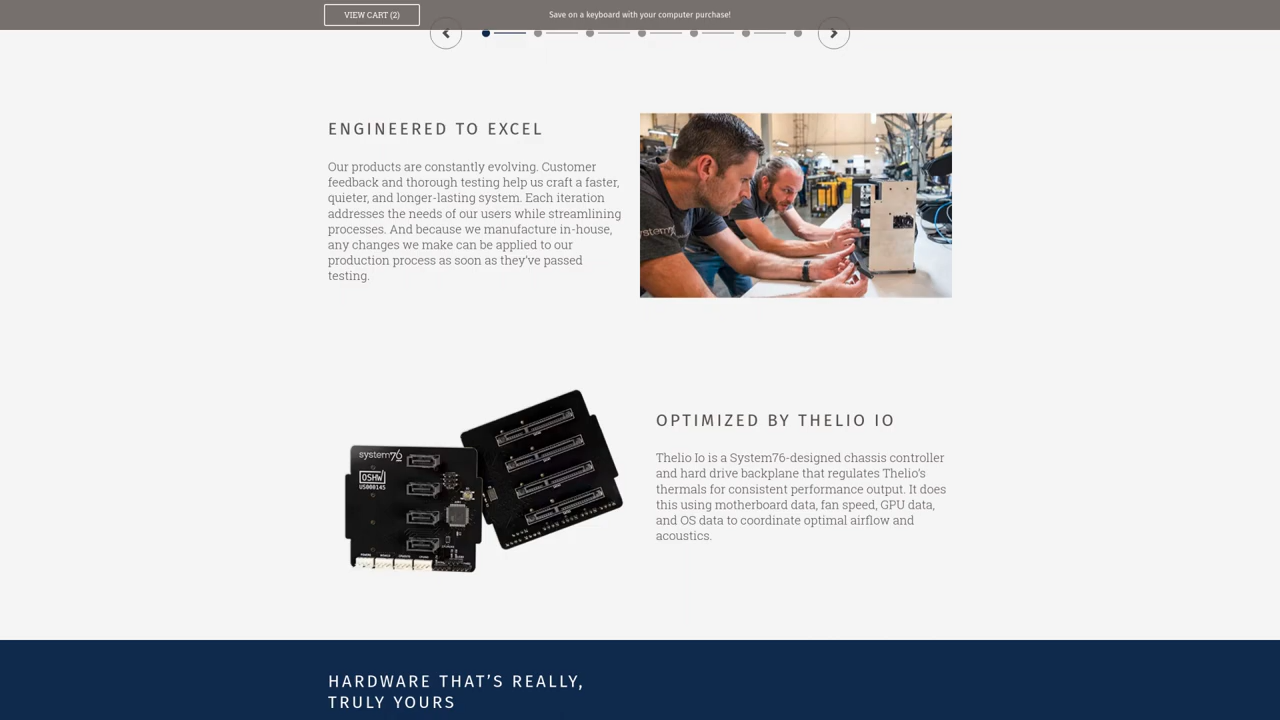 VIEW CART (2)
Save on a keyboard with your computer purchase!
ENGINEERED TO EXCEL
Our products are constantly evolving. Customer
feedback and thorough testing help us craft a faster,
quieter, and longer-lasting system. Each iteration
addresses the needs of our users while streamlining
processes. And because we manufacture in-house,
any changes we make can be applied to our
production process as soon as they've passed
testing.
system76
OSHW
US000145
OPTIMIZED BY THELIO IO
Thelio Io is a System76-designed chassis controller
and hard drive backplane that regulates Thelio's
thermals for consistent performance output. It does
this using motherboard data, fan speed, GPU data,
and OS data to coordinate optimal airflow and
acoustics.
HARDWARE THAT'S REALLY,
TRULY YOURS